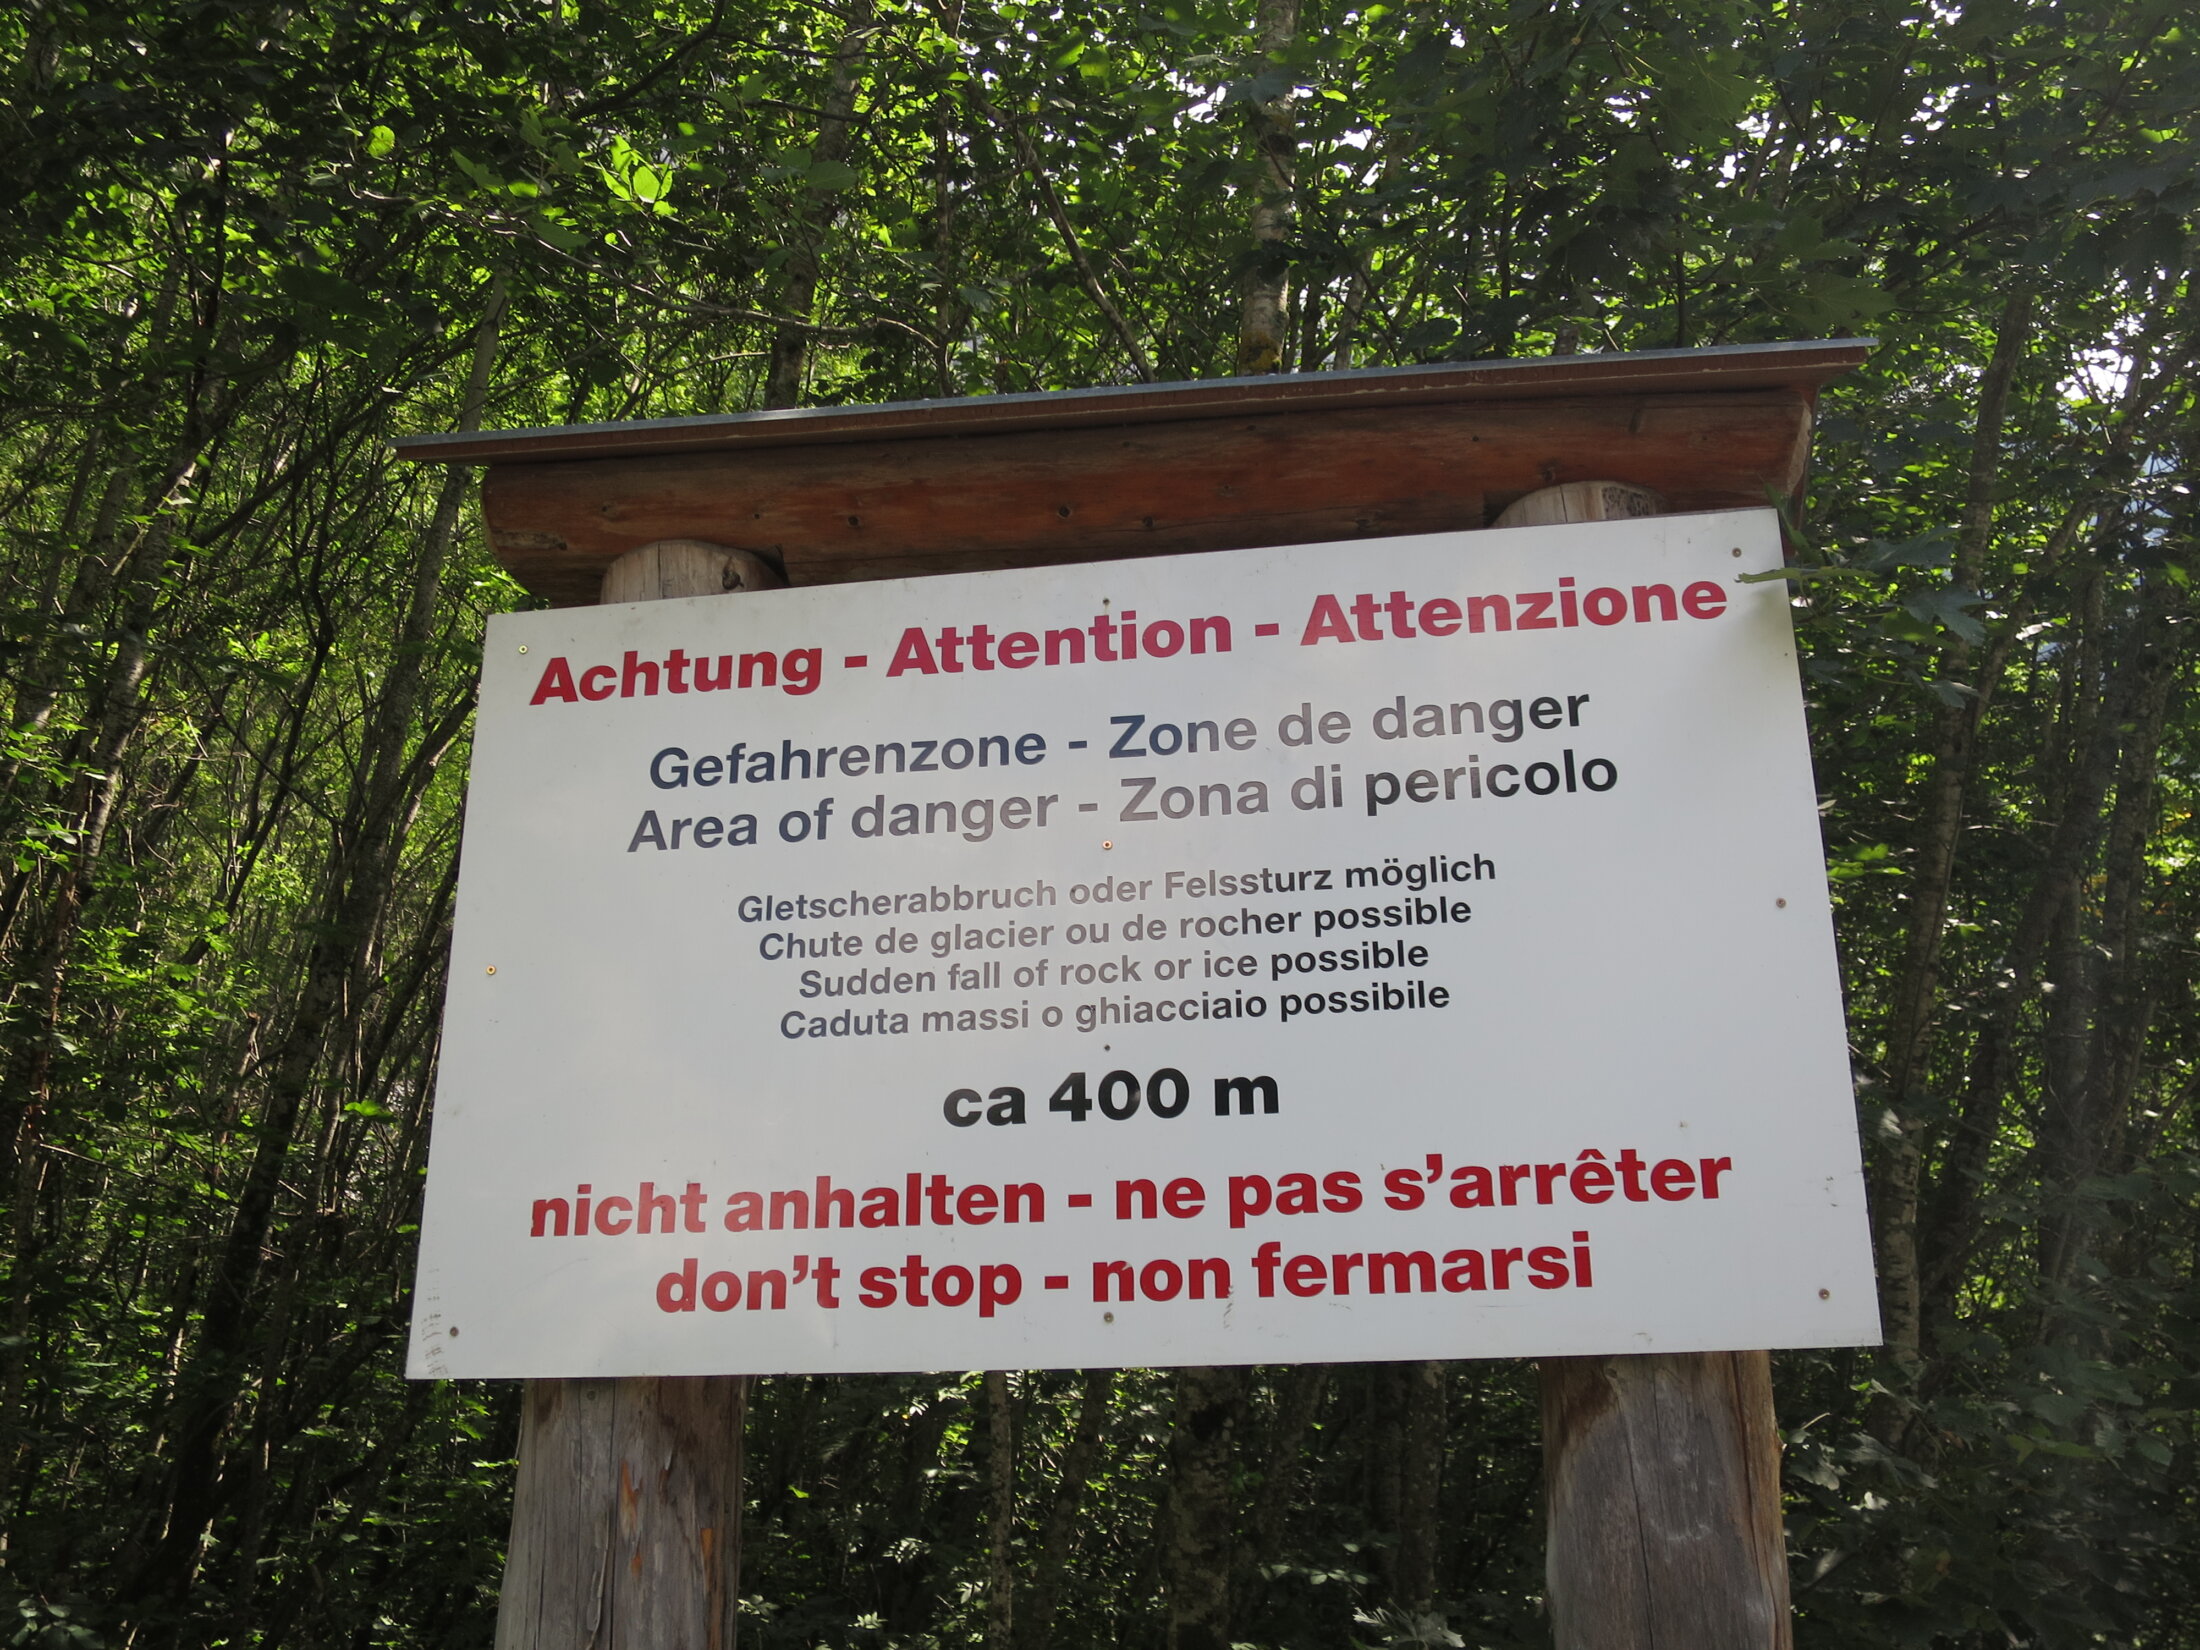 Achtung - Attention - Attenzione
Gefahrenzone - Zone de danger
Area of danger - Zona di pericolo
Gletscherabbruch oder Felssturz möglich
Chute de glacier ou de rocher possible
Sudden fall of rock or ice possible
Caduta massi o ghiacciaio possibile
ca 400 m
nicht anhalten - ne pas s’arrêter
don’t stop - non fermarsi